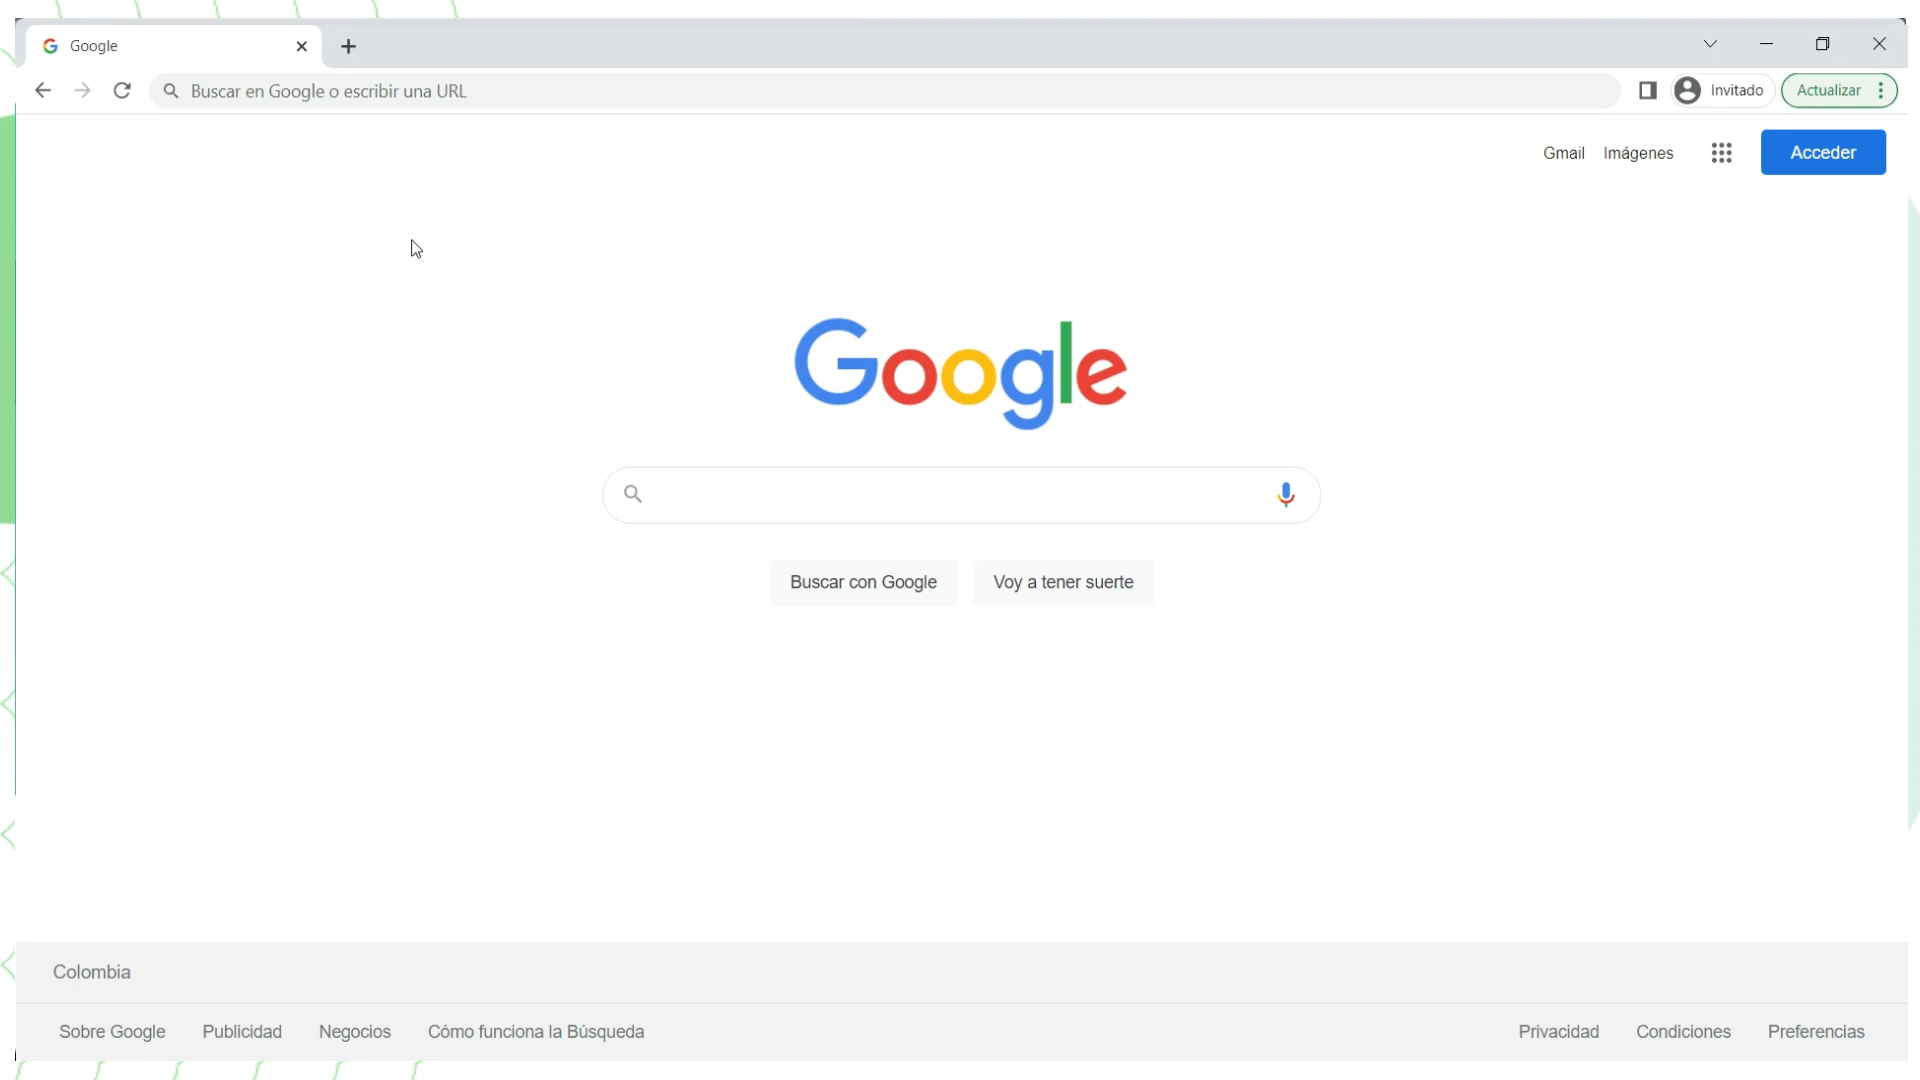 Google
Buscar en Google o escribir una URL
Invitado
Actualizar
Gmail
Imágenes
Acceder
Google
Buscar con Google
Voy a tener suerte
Colombia
Sobre Google
Publicidad
Negocios
Cómo funciona la Búsqueda
Privacidad
Condiciones
Preferencias